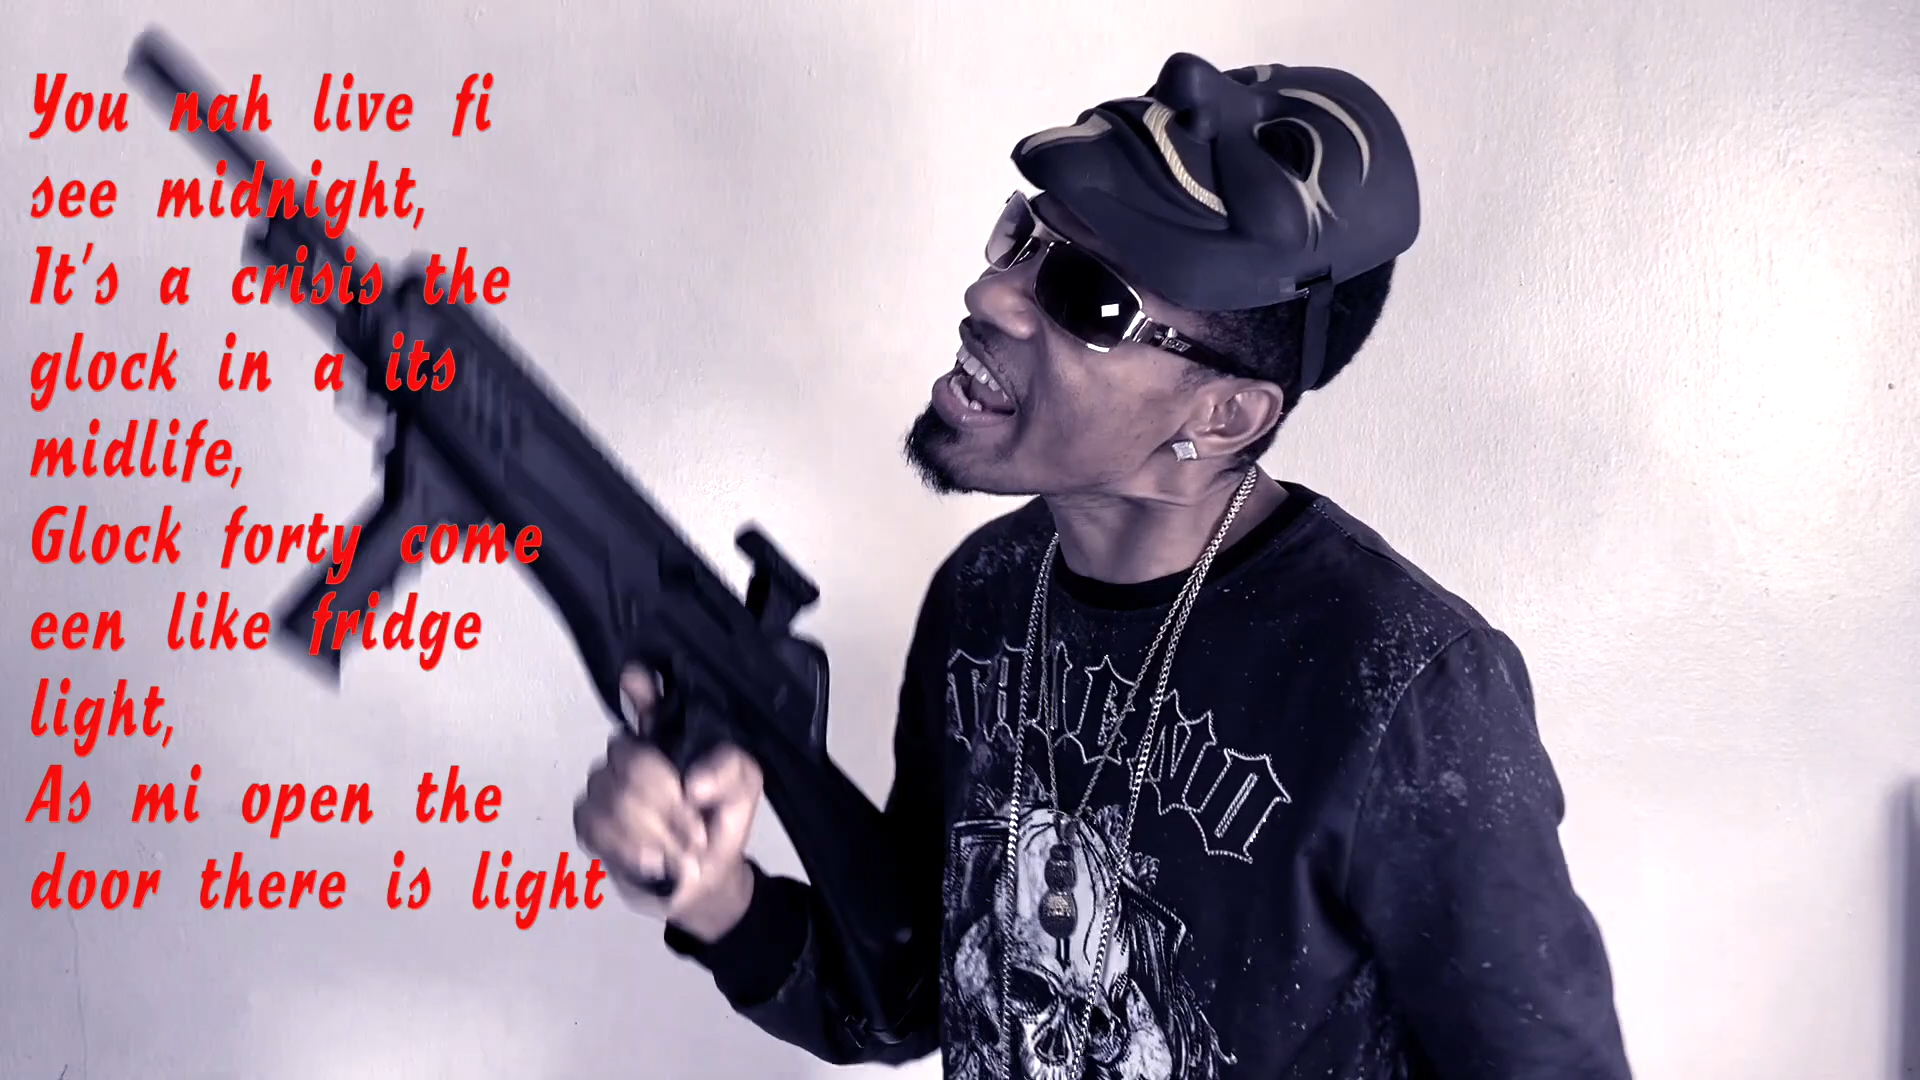 You nah live fi
see midnight,
It's a crisis the
glock in a its
midlife,
Glock forty come
een like fridge
light,
As mi open the
door there is light